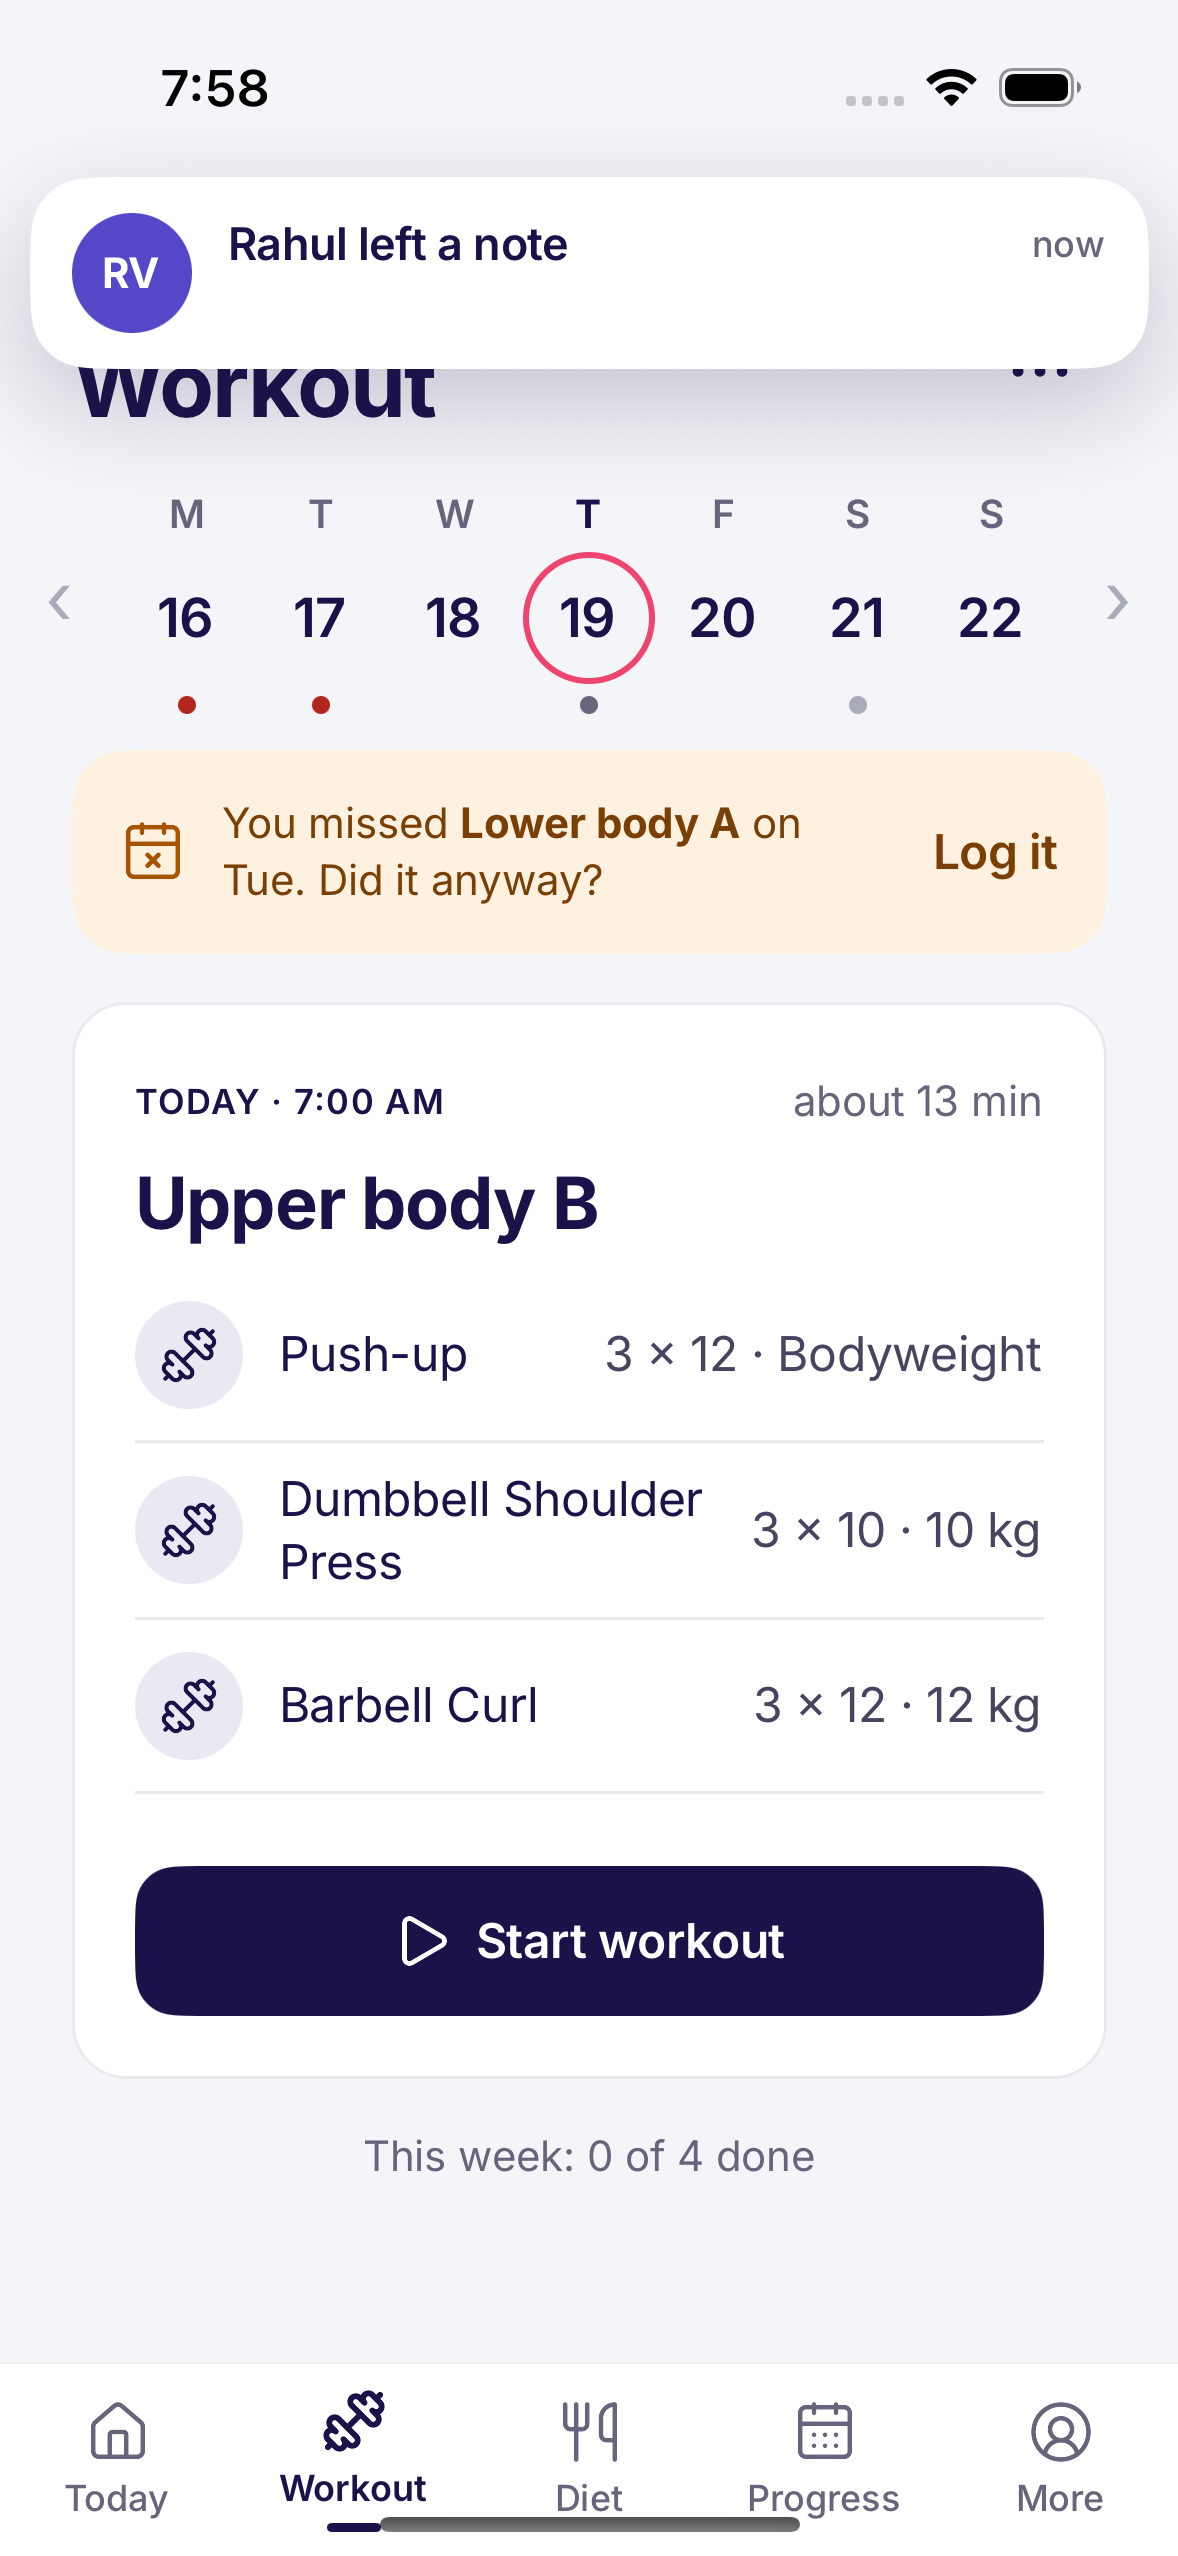 7:58
RV
Rahul left a note
now
Workout
M T W T F S S
16 17 18 19 20 21 22
You missed Lower body A on
Tue. Did it anyway?
Log it
TODAY · 7:00 AM
about 13 min
Upper body B
Push-up
3 × 12 · Bodyweight
Dumbbell Shoulder
Press
3 × 10 · 10 kg
Barbell Curl
3 × 12 · 12 kg
Start workout
This week: 0 of 4 done
Today
Workout
Diet
Progress
More